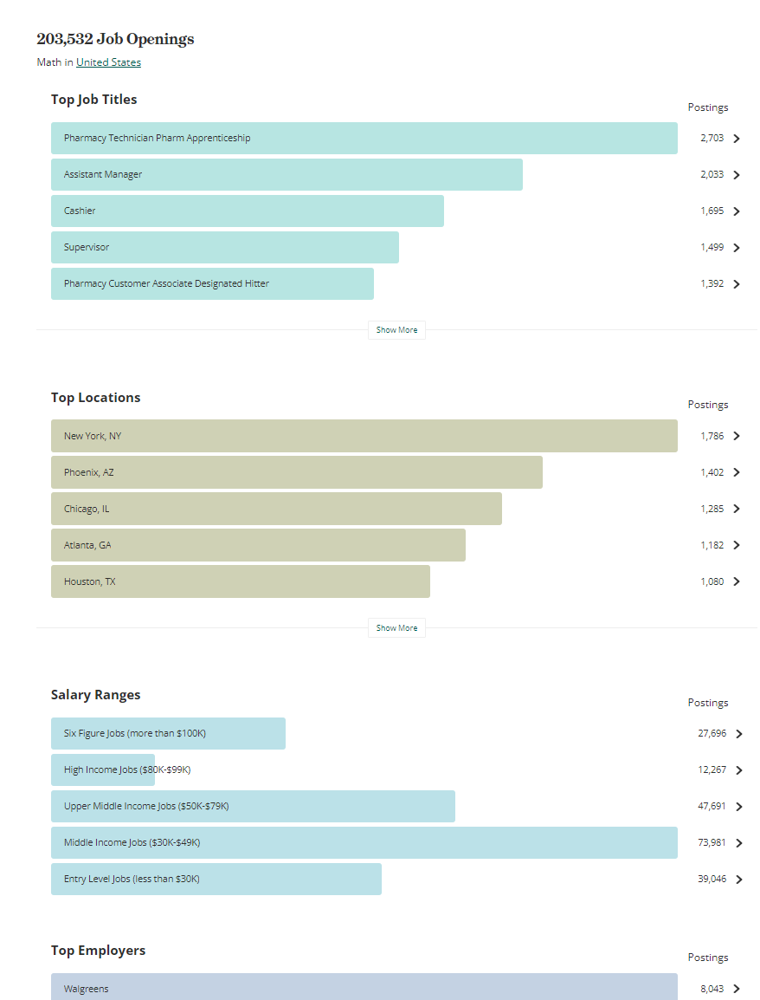 203,532 Job Openings
Math in United States
Top Job Titles
Postings
Pharmacy Technician Pharm Apprenticeship 2,703
Assistant Manager 2,033
Cashier 1,695
Supervisor 1,499
Pharmacy Customer Associate Designated Hitter 1,392
Show More
Top Locations
Postings
New York, NY 1,786
Phoenix, AZ 1,402
Chicago, IL 1,285
Atlanta, GA 1,182
Houston, TX 1,080
Show More
Salary Ranges
Postings
Six Figure Jobs (more than $100K) 27,696
High Income Jobs ($80K-$99K) 12,267
Upper Middle Income Jobs ($50K-$79K) 47,691
Middle Income Jobs ($30K-$49K) 73,981
Entry Level Jobs (less than $30K) 39,046
Top Employers
Postings
Walgreens 8,043